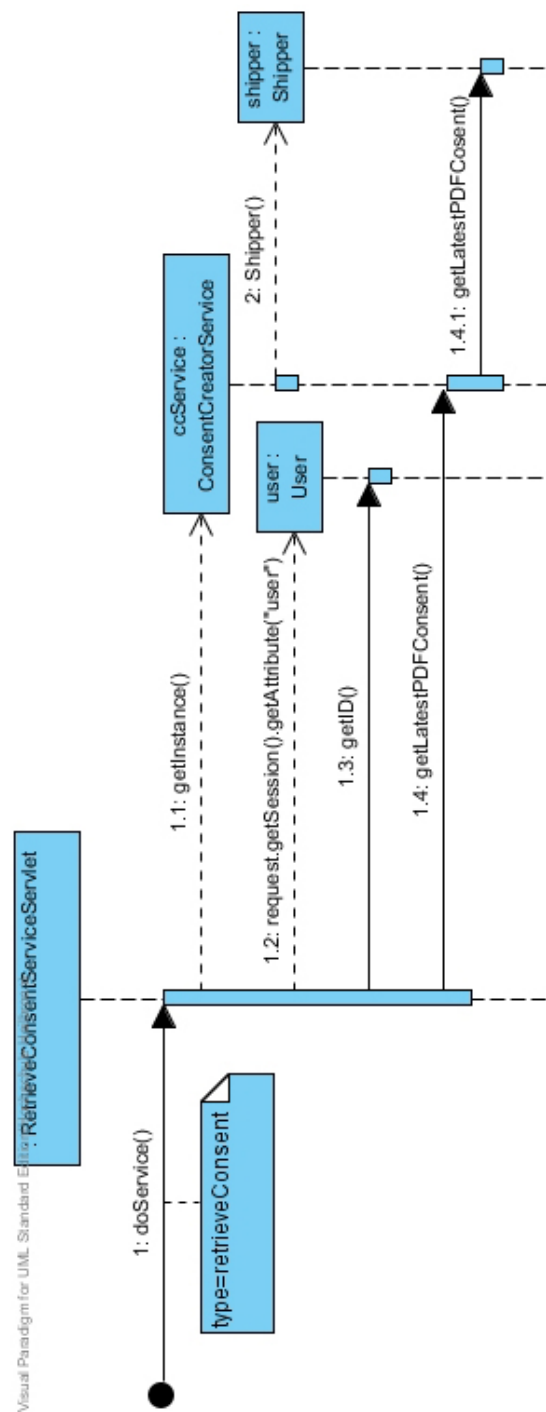 Visual Paradigm for UML Standard
: RetrieveConsentServiceServlet
1: doService()
type=retrieveConsent
1.1: getInstance()
ccService :
ConsentCreatorService
1.2: request.getSession().getAttribute("user")
user :
User
2: Shipper()
shipper :
Shipper
1.3: getID()
1.4: getLatestPDFConsent()
1.4.1: getLatestPDFCosent()